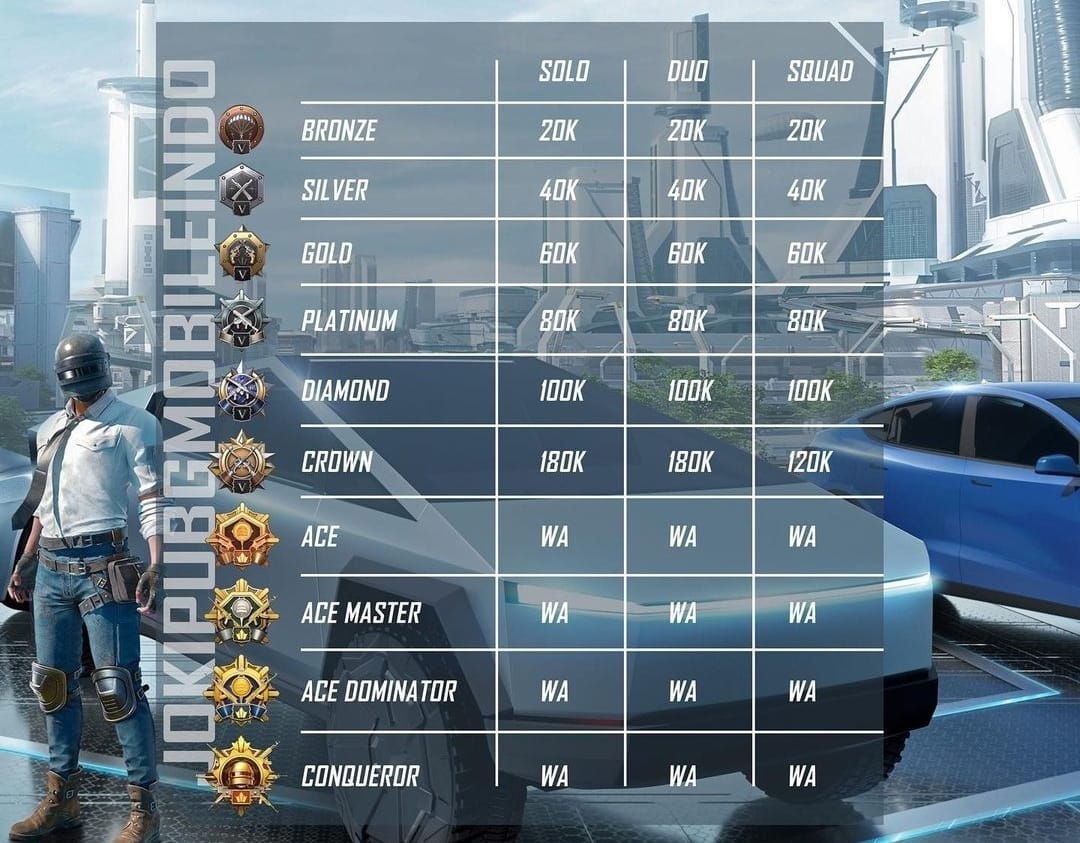 JOKIPUBGMOBILEINDO
SOLO DUO SQUAD
V BRONZE 20K 20K 20K
V SILVER 40K 40K 40K
V GOLD 60K 60K 60K
V PLATINUM 80K 80K 80K
V DIAMOND 100K 100K 100K
V CROWN 180K 180K 120K
ACE WA WA WA
ACE MASTER WA WA WA
ACE DOMINATOR WA WA WA
CONQUEROR WA WA WA